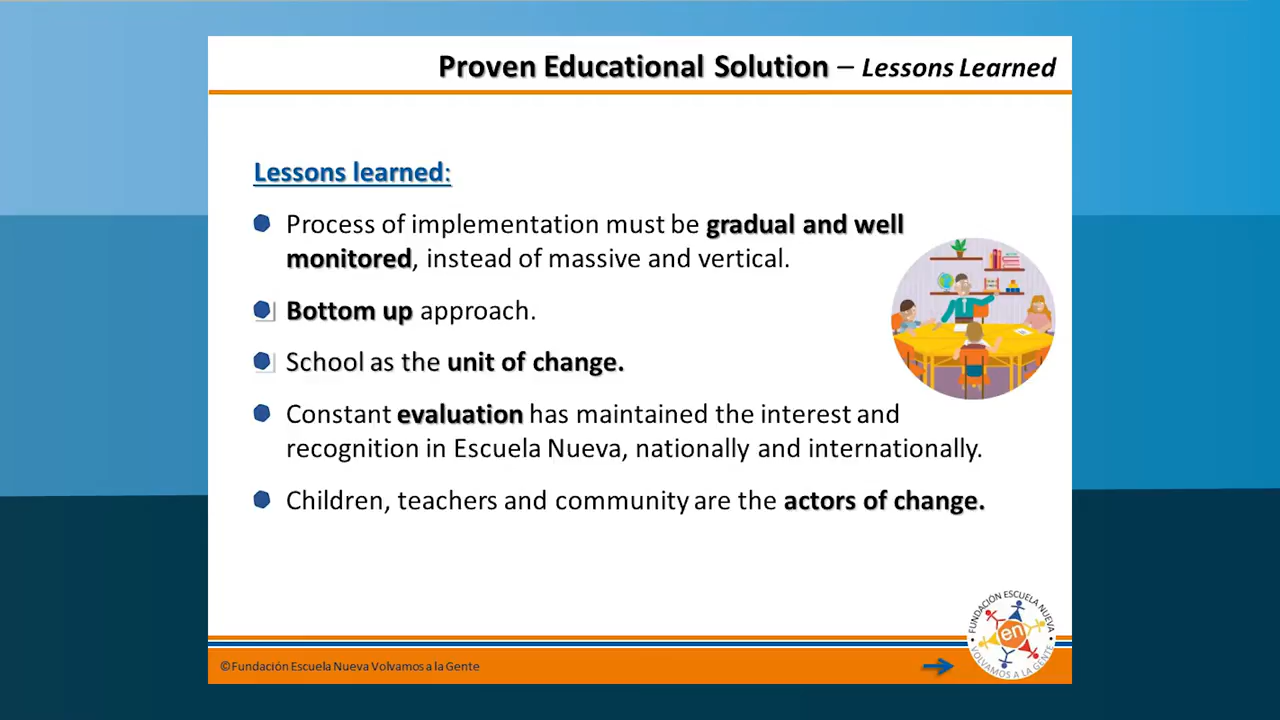 Proven Educational Solution – Lessons Learned
Lessons learned:
Process of implementation must be gradual and well
monitored, instead of massive and vertical.
Bottom up approach.
School as the unit of change.
Constant evaluation has maintained the interest and
recognition in Escuela Nueva, nationally and internationally.
Children, teachers and community are the actors of change.
FUNDACIÓN ESCUELA NUEVA
en
VOLVAMOS A LA GENTE
©Fundación Escuela Nueva Volvamos a la Gente